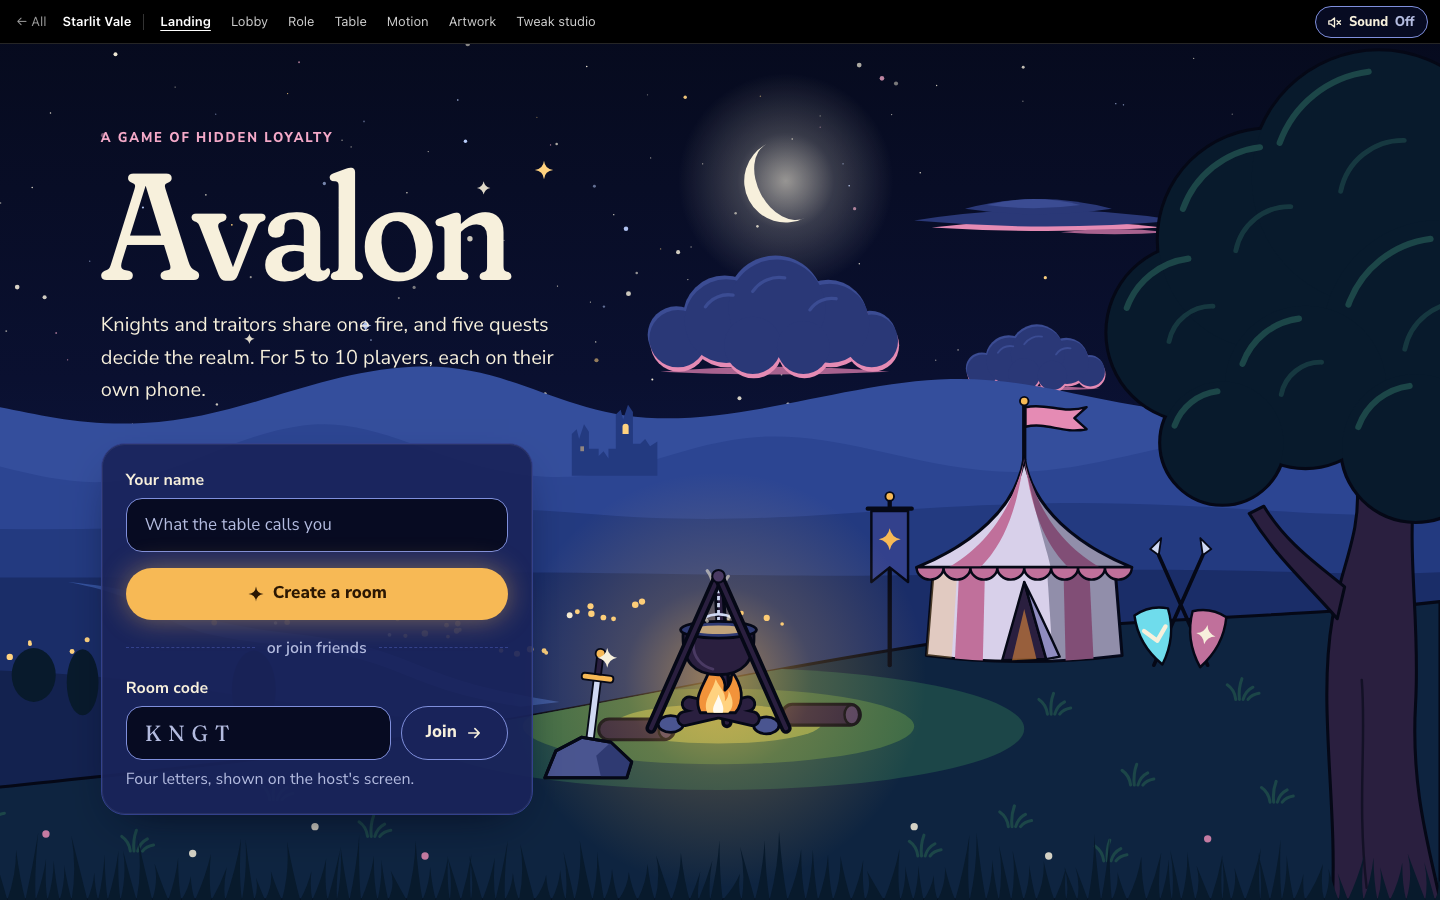 ← All Starlit Vale Landing Lobby Role Table Motion Artwork Tweak studio Sound Off
A GAME OF HIDDEN LOYALTY
Avalon
Knights and traitors share one fire, and five quests
decide the realm. For 5 to 10 players, each on their
own phone.
Your name
What the table calls you
Create a room
or join friends
Room code
KNGT Join →
Four letters, shown on the host's screen.